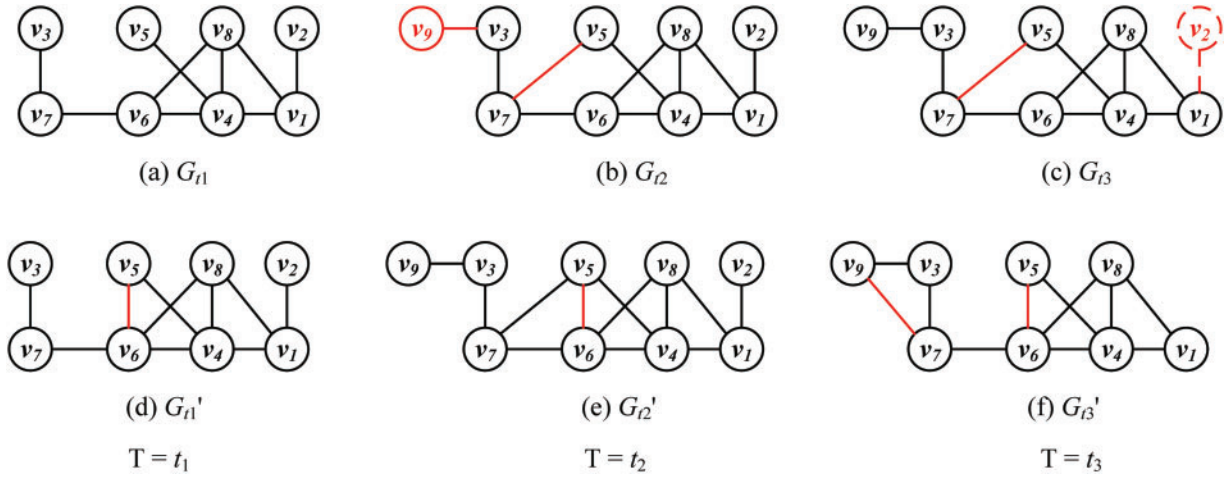 v3 v5 v8 v2
v7 v6 v4 v1
(a) Gt1
v9 v3 v5 v8 v2
v7 v6 v4 v1
(b) Gt2
v9 v3 v5 v8 v2
v7 v6 v4 v1
(c) Gt3
v3 v5 v8 v2
v7 v6 v4 v1
(d) Gt1'
T = t1
v9 v3 v5 v8 v2
v7 v6 v4 v1
(e) Gt2'
T = t2
v9 v3 v5 v8
v7 v6 v4 v1
(f) Gt3'
T = t3